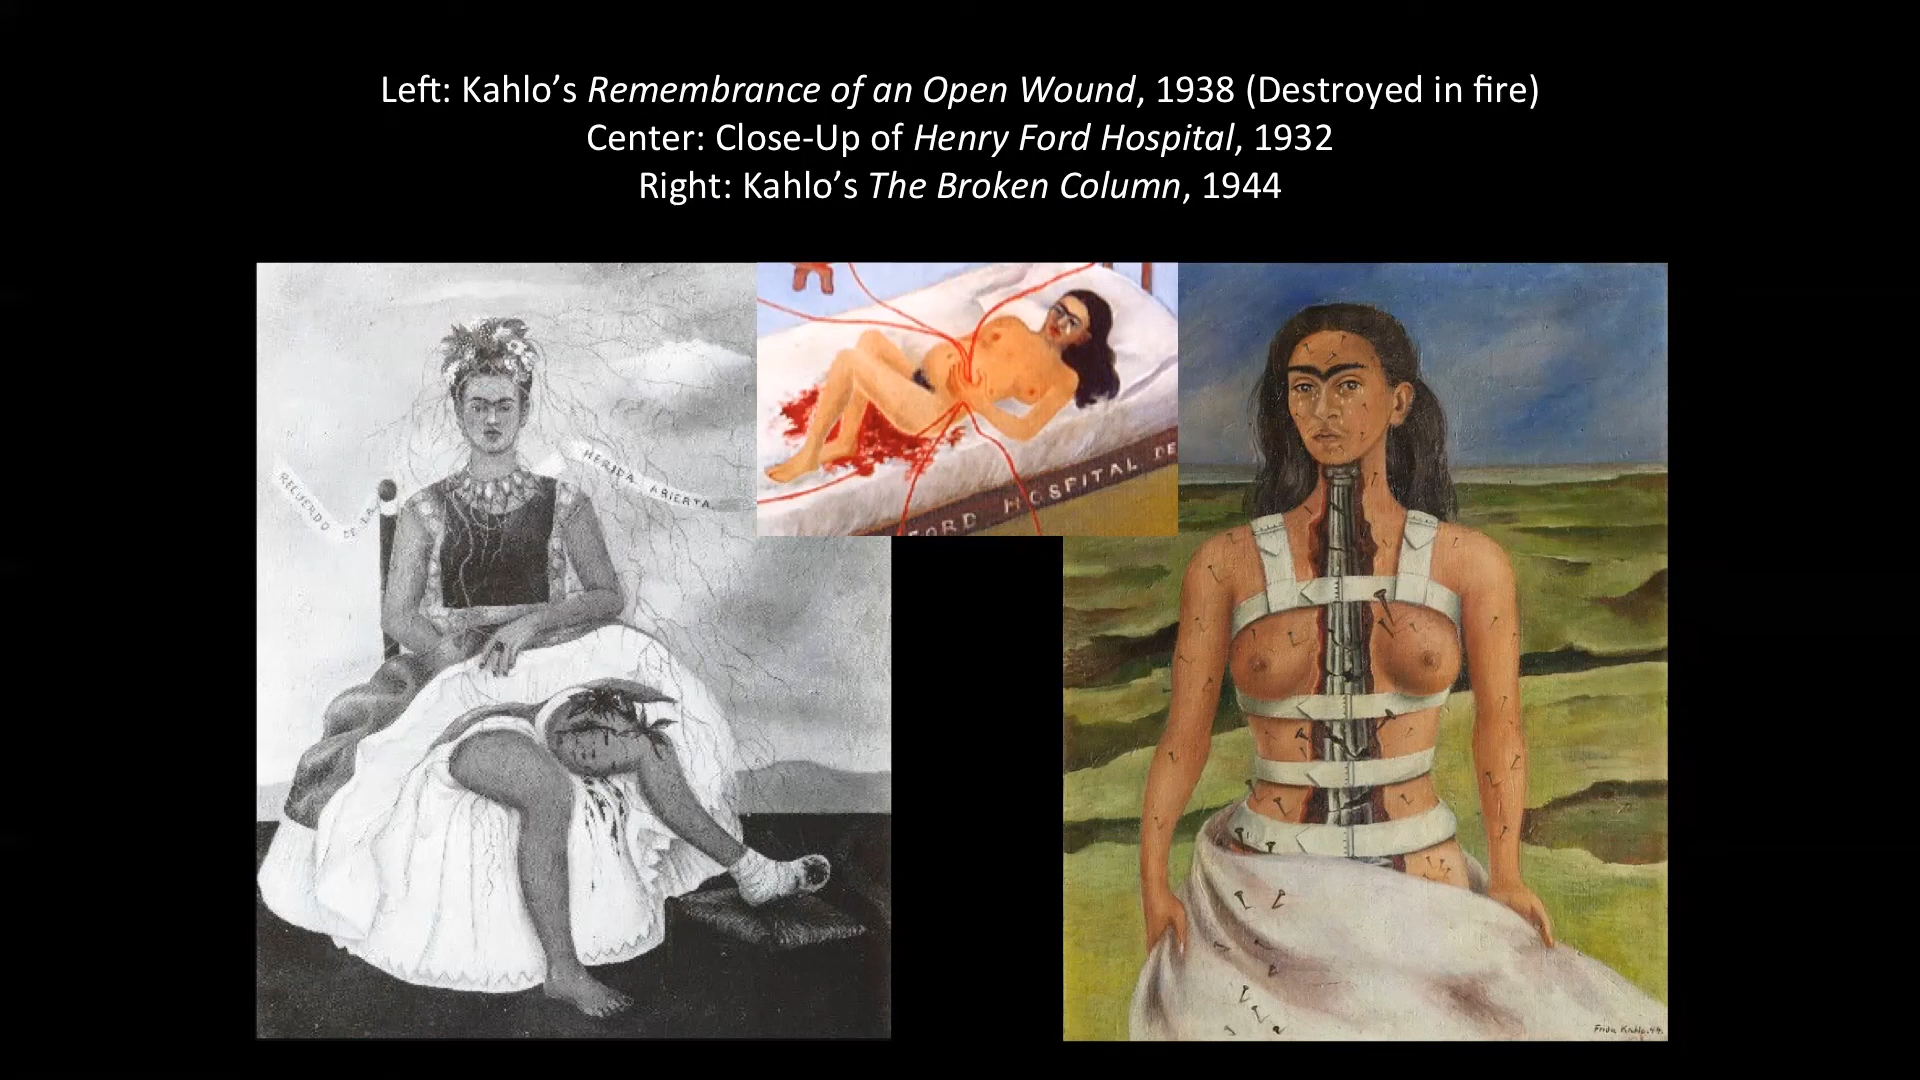 Left: Kahlo’s Remembrance of an Open Wound, 1938 (Destroyed in fire)
Center: Close-Up of Henry Ford Hospital, 1932
Right: Kahlo’s The Broken Column, 1944
RECUERDO DE LA
HERIDA ABIERTA
FORD HOSPITAL DE
Frida Kahlo. 44.